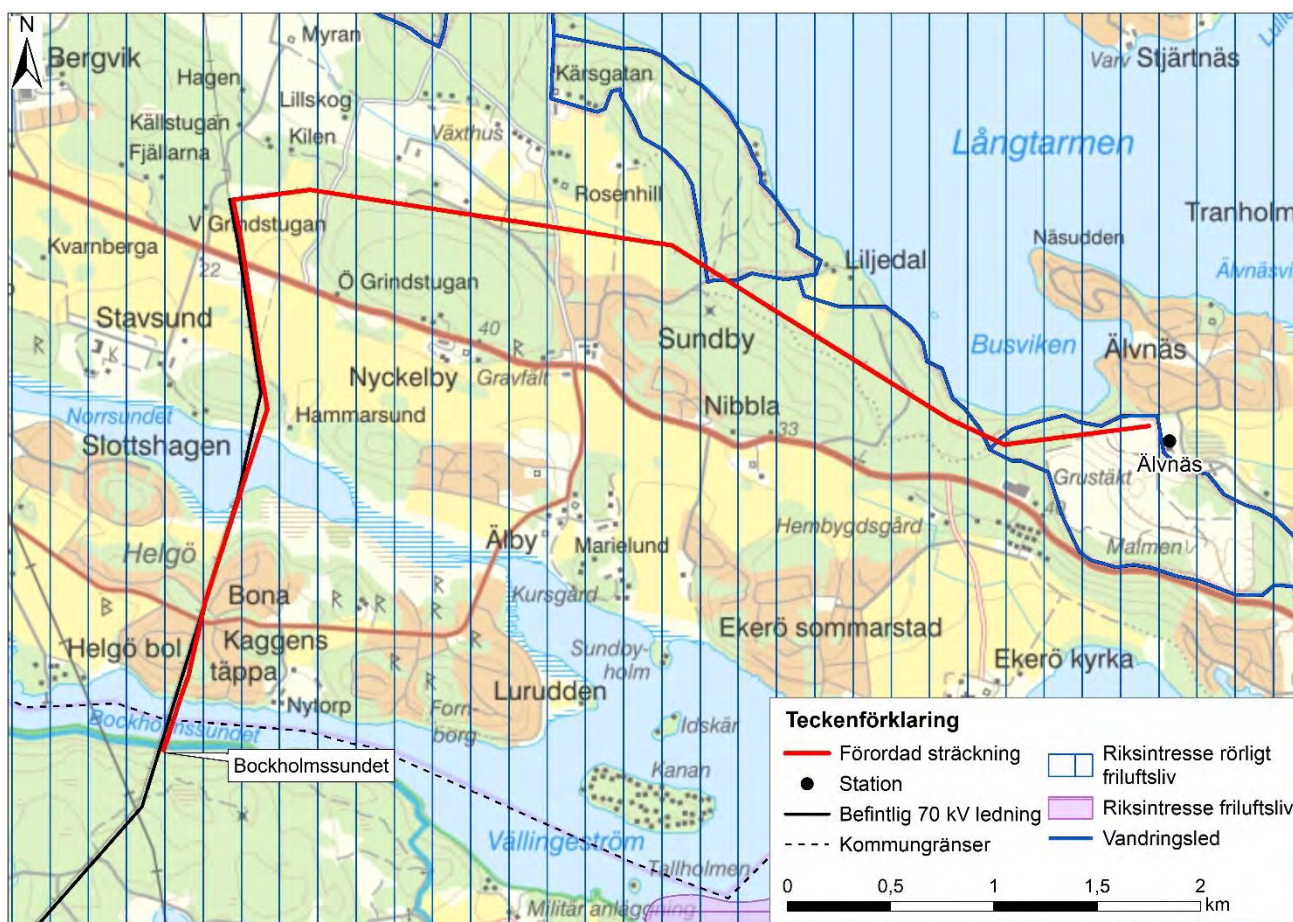 N
Myran
Bergvik
Hagen
Lillskog
Källstugan
Kilen
Fjällarna
Växthus
Kärsgatan
Rosenhill
V Grindstugan
Kvarnberga
22
Ö Grindstugan
Stavsund
Norrsundet
Slottshagen
Hammarsund
Nyckelby
40
Gravfält
Sundby
Nibbla
33
Liljedal
Långtarmen
Varv
Stjärtnäs
Tranholm
Näsudden
Älvnäsvi
Busviken
Älvnäs
Älvnäs
Grustäkt
40
Malmen
Hembygdsgård
Älby
Marielund
Kursgård
Helgö
Bona
Helgö bol
Kaggens
täppa
Nytorp
Forn-
borg
Lurudden
Sundby-
holm
Ekerö sommarstad
Ekerö kyrka
Idskär
Kanan
Bockholmssundet
Bockholmssundet
Vällingeström
Tallholmen
Militär anläggning
R
K
R
R
B
R
R
R
R
R
R
Teckenförklaring
Förordad sträckning
Station
Befintlig 70 kV ledning
Kommungränser
Riksintresse rörligt
friluftsliv
Riksintresse friluftsliv
Vandringsled
0
0,5
1
1,5
2
km